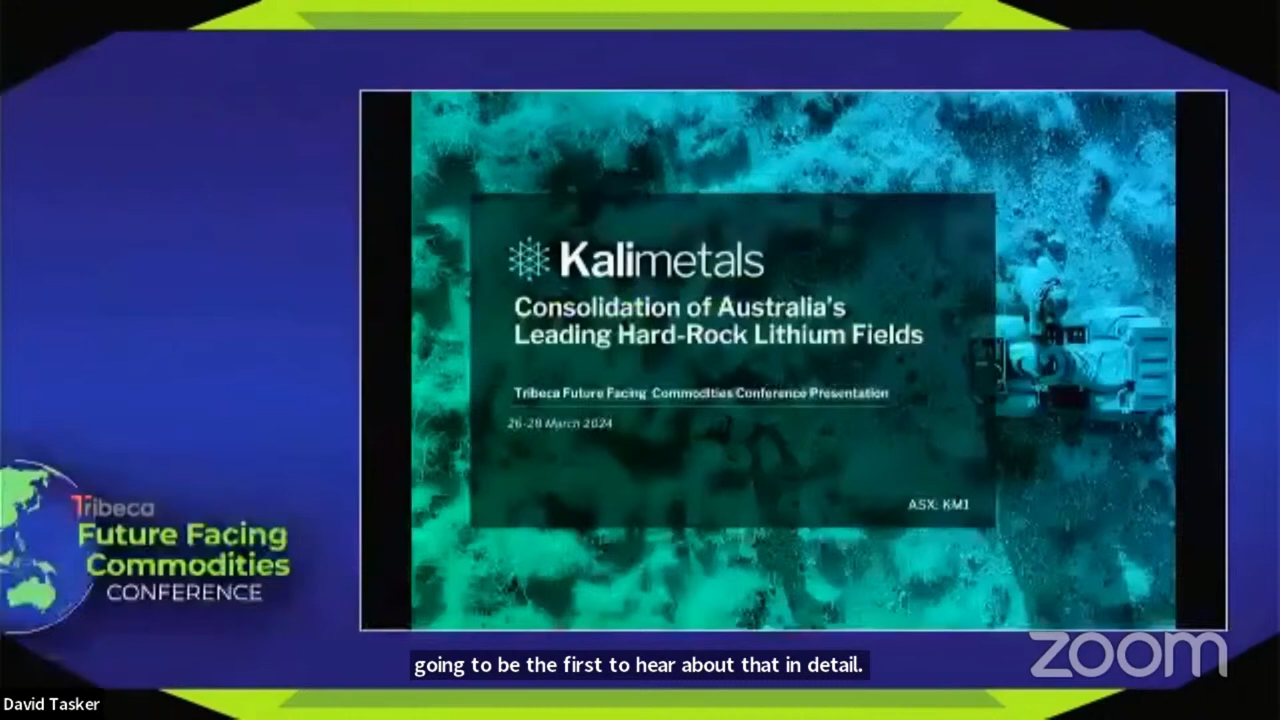 Kalimetals
Consolidation of Australia's
Leading Hard-Rock Lithium Fields
Tribeca Future Facing Commodities Conference Presentation
26-28 March 2024
ASX: KM1
Tribeca
Future Facing
Commodities
CONFERENCE
going to be the first to hear about that in detail.
zoom
David Tasker